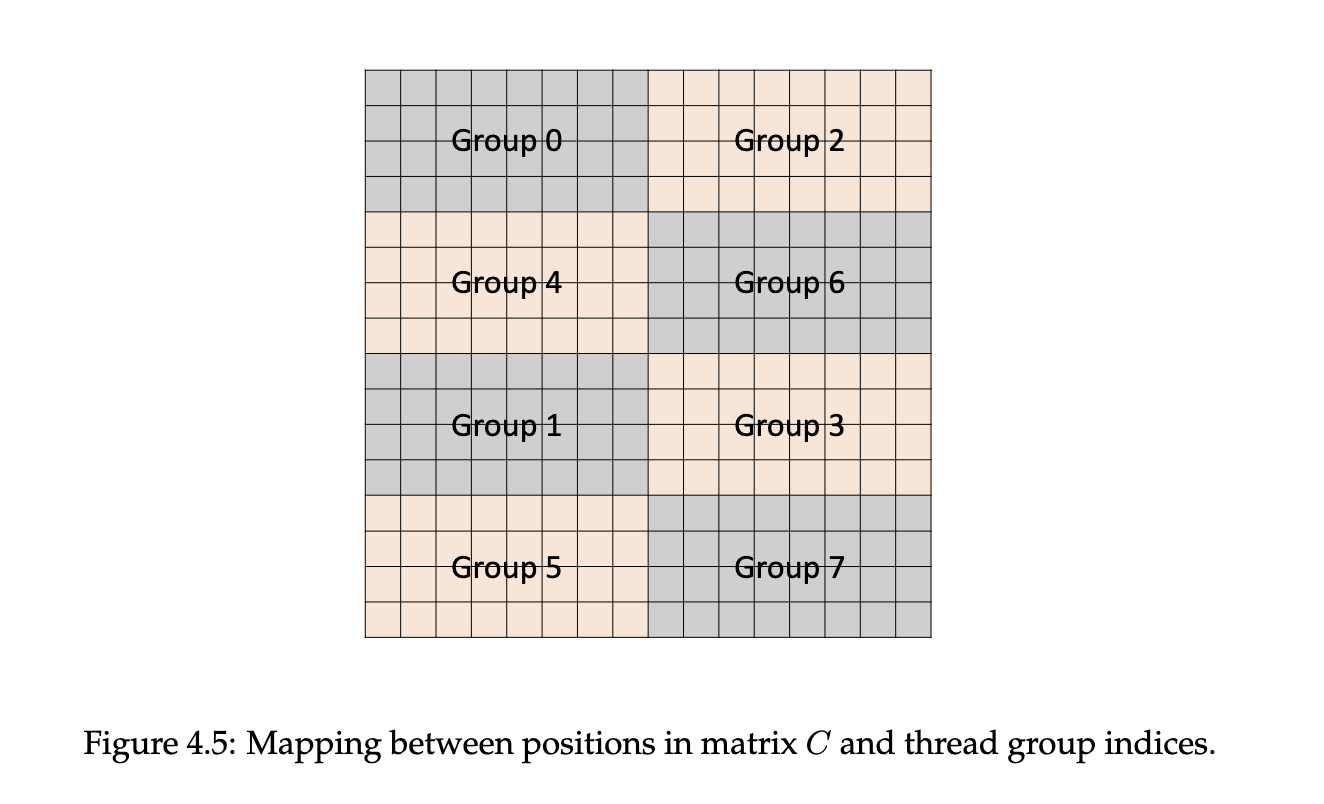 Group 0
Group 2
Group 4
Group 6
Group 1
Group 3
Group 5
Group 7
Figure 4.5: Mapping between positions in matrix C and thread group indices.